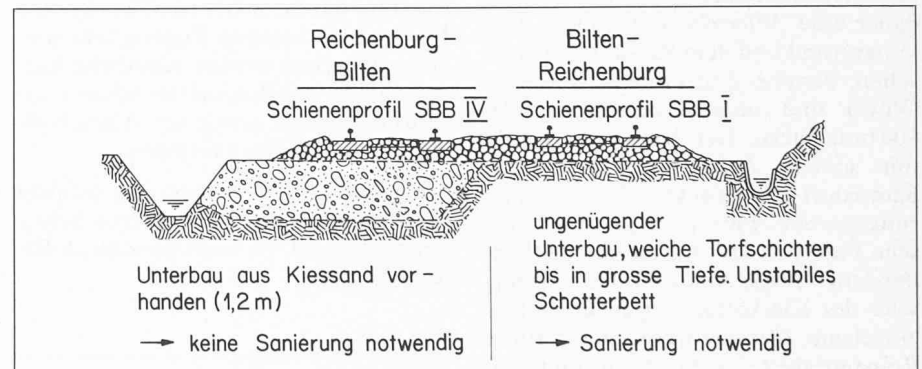 Reichenburg-
Bilten
Schienenprofil SBB IV
Bilten-
Reichenburg
Schienenprofil SBB I
Unterbau aus Kiessand vor-
handen (1,2 m)
→ keine Sanierung notwendig
ungenügender
Unterbau, weiche Torfschichten
bis in grosse Tiefe. Unstabiles
Schotterbett
→ Sanierung notwendig